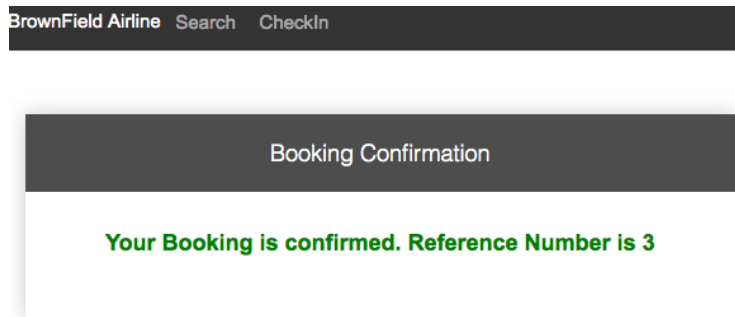 BrownField Airline Search CheckIn
Booking Confirmation
Your Booking is confirmed. Reference Number is 3